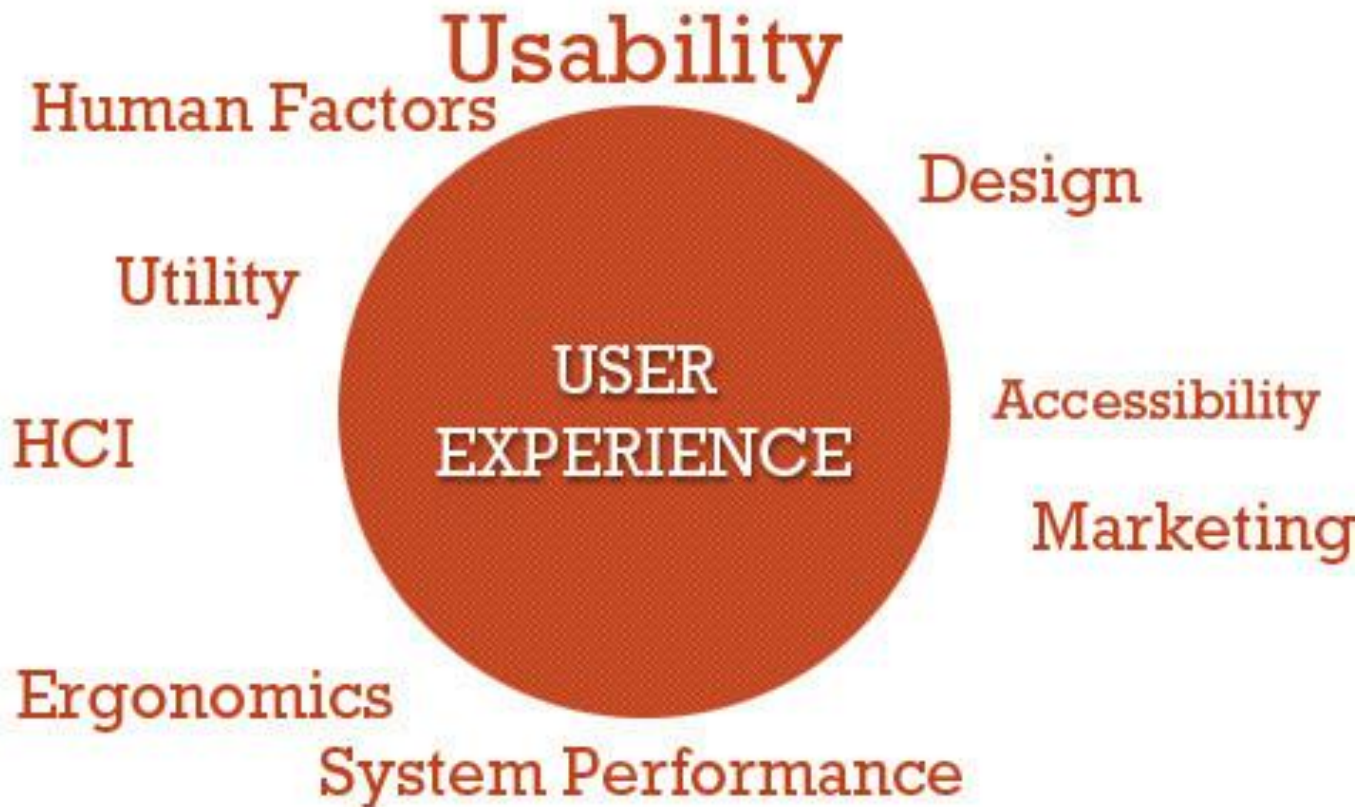 Usability
Human Factors
Design
Utility
USER
EXPERIENCE
Accessibility
HCI
Marketing
Ergonomics
System Performance